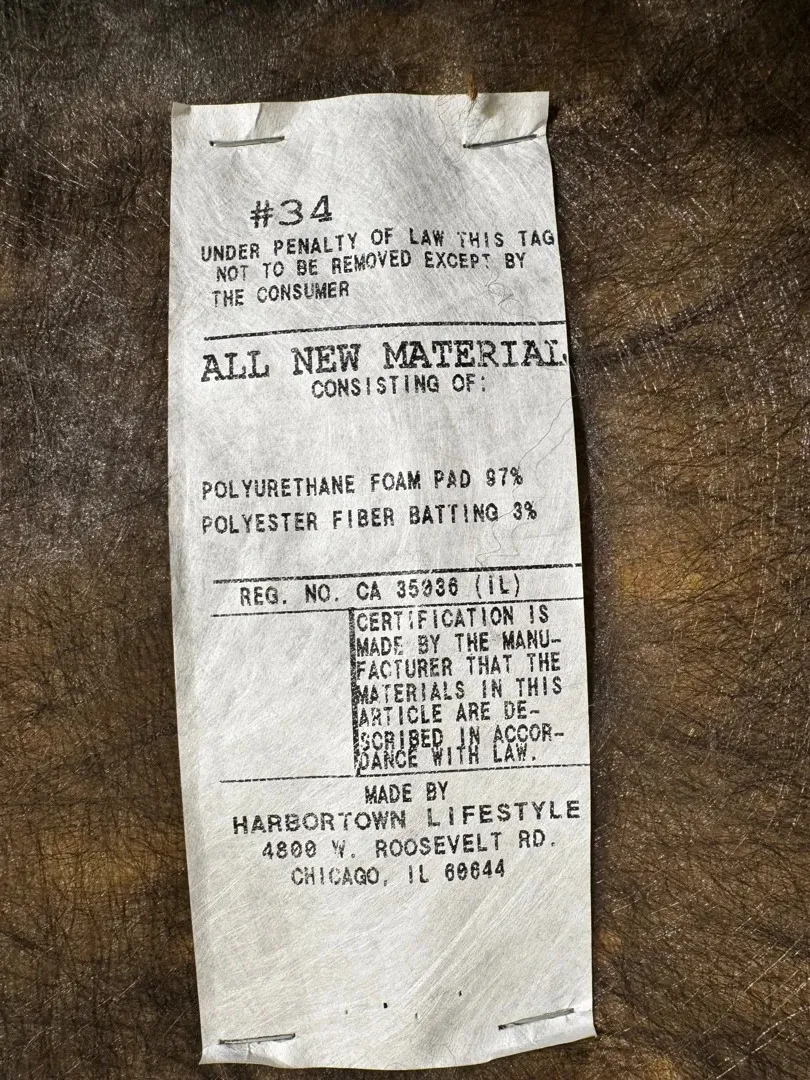 #34
UNDER PENALTY OF LAW THIS TAG
NOT TO BE REMOVED EXCEPT BY
THE CONSUMER
ALL NEW MATERIAL
CONSISTING OF:
POLYURETHANE FOAM PAD 97%
POLYESTER FIBER BATTING 3%
REG. NO. CA 35036 (IL)
CERTIFICATION IS
MADE BY THE MANU-
FACTURER THAT THE
MATERIALS IN THIS
ARTICLE ARE DE-
SCRIBED IN ACCOR-
DANCE WITH LAW.
MADE BY
HARBORTOWN LIFESTYLE
4800 W. ROOSEVELT RD.
CHICAGO, IL 60644